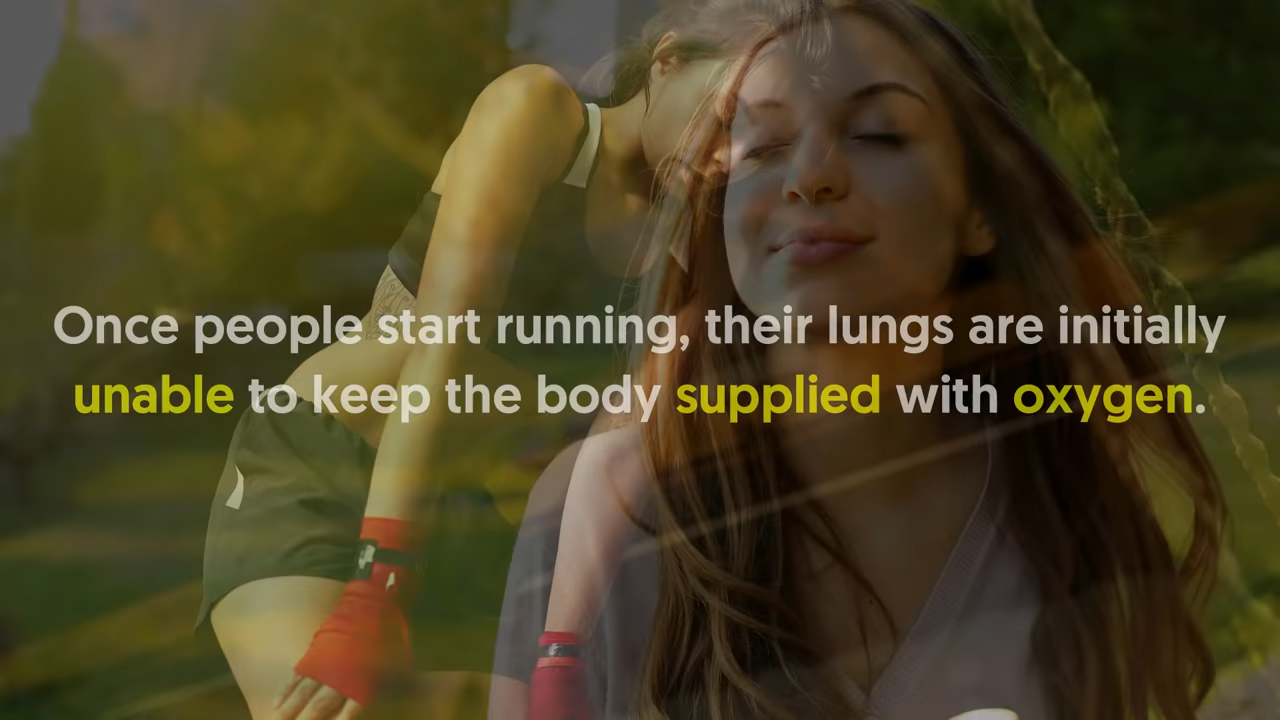 Once people start running, their lungs are initially
unable to keep the body supplied with oxygen.